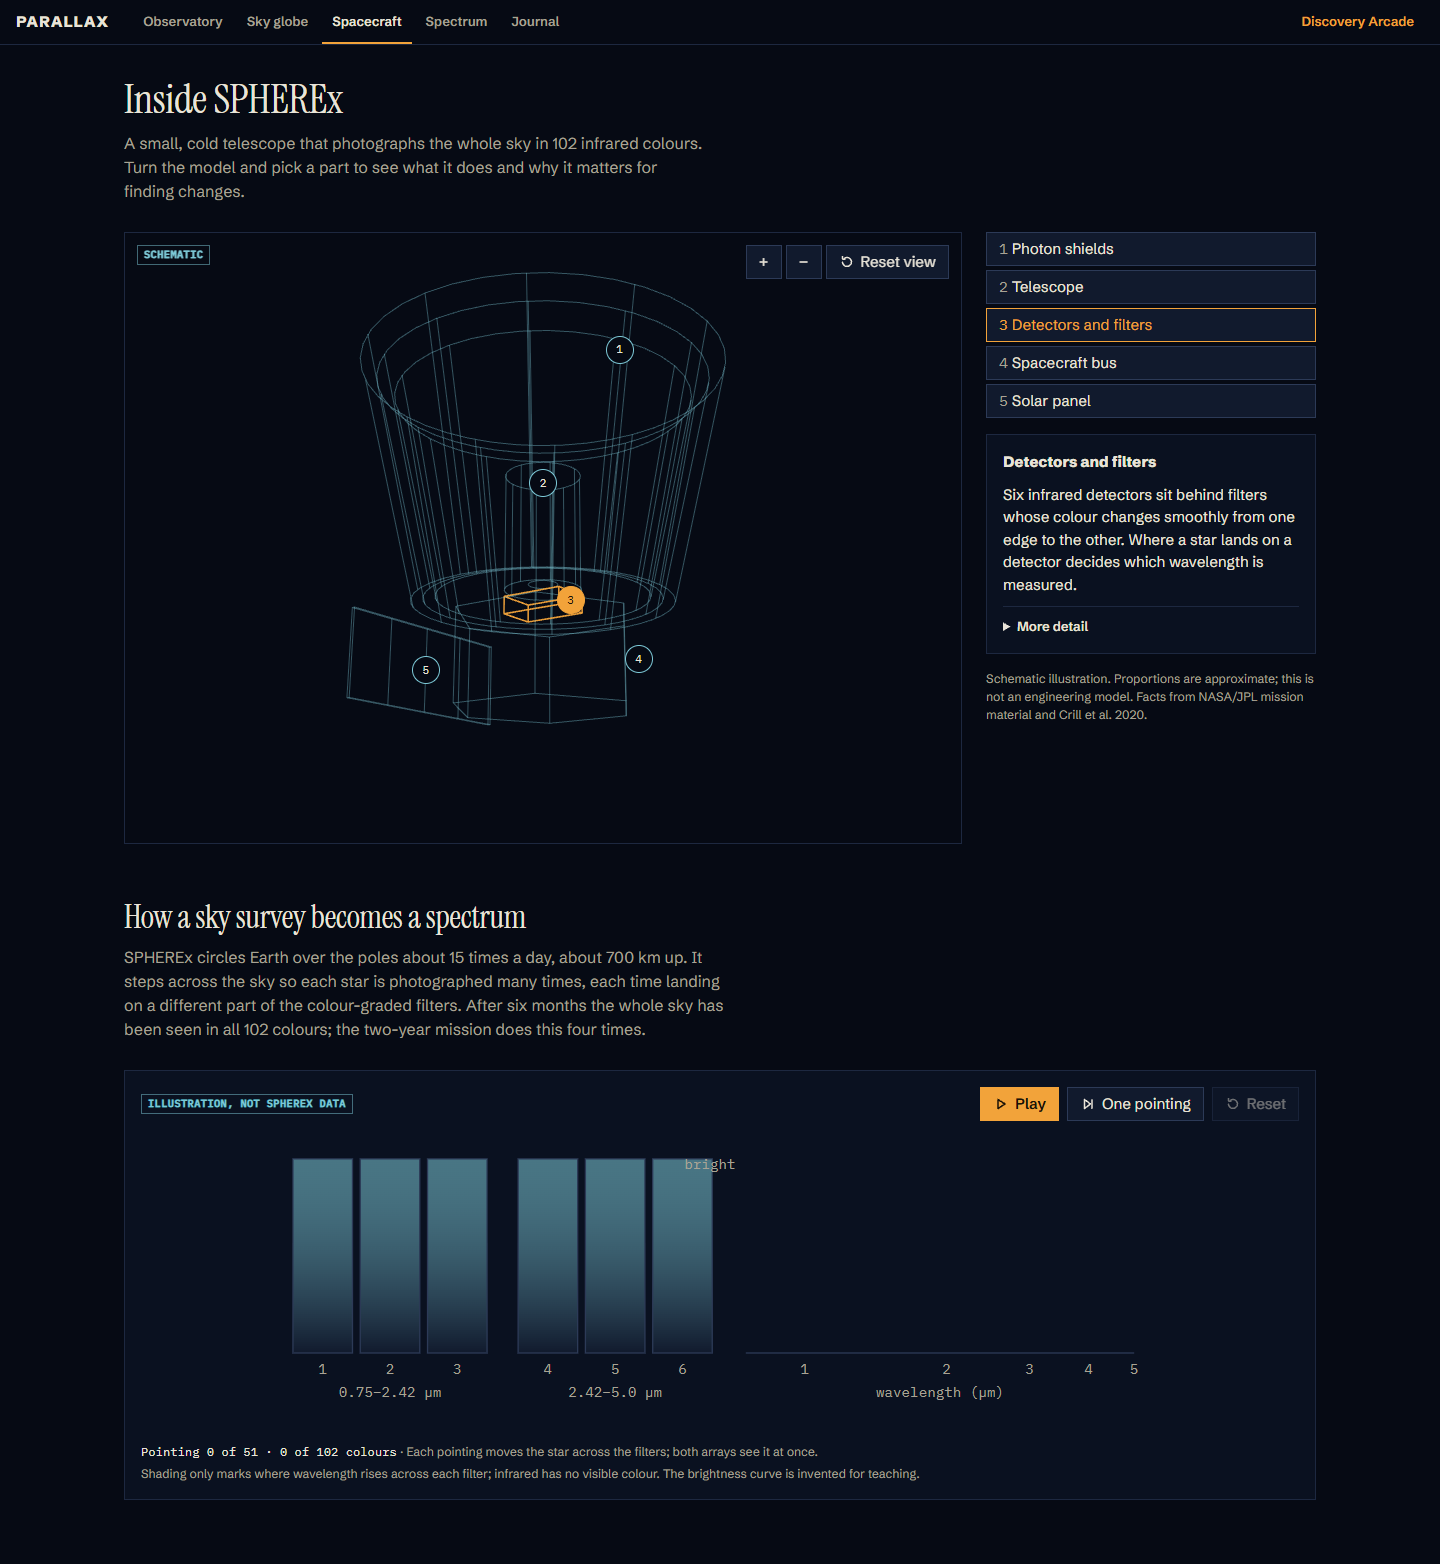 PARALLAX Observatory Sky globe Spacecraft Spectrum Journal Discovery Arcade
Inside SPHEREx
A small, cold telescope that photographs the whole sky in 102 infrared colours.
Turn the model and pick a part to see what it does and why it matters for
finding changes.
SCHEMATIC
+ − Reset view
1
2
3
4
5
1 Photon shields
2 Telescope
3 Detectors and filters
4 Spacecraft bus
5 Solar panel
Detectors and filters
Six infrared detectors sit behind filters
whose colour changes smoothly from one
edge to the other. Where a star lands on a
detector decides which wavelength is
measured.
More detail
Schematic illustration. Proportions are approximate; this is
not an engineering model. Facts from NASA/JPL mission
material and Crill et al. 2020.
How a sky survey becomes a spectrum
SPHEREx circles Earth over the poles about 15 times a day, about 700 km up. It
steps across the sky so each star is photographed many times, each time landing
on a different part of the colour-graded filters. After six months the whole sky has
been seen in all 102 colours; the two-year mission does this four times.
ILLUSTRATION, NOT SPHEREX DATA
Play One pointing Reset
bright
1 2 3 4 5 6 1 2 3 4 5
0.75–2.42 µm 2.42–5.0 µm wavelength (µm)
Pointing 0 of 51 · 0 of 102 colours · Each pointing moves the star across the filters; both arrays see it at once.
Shading only marks where wavelength rises across each filter; infrared has no visible colour. The brightness curve is invented for teaching.